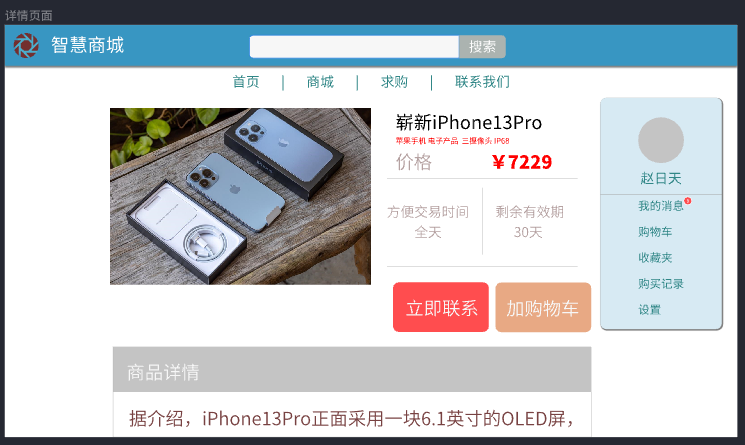 详情页面
智慧商城
搜索
首页 | 商城 | 求购 | 联系我们
崭新iPhone13Pro
苹果手机 电子产品 三摄像头 IP68
价格 ￥7229
方便交易时间 剩余有效期
全天 30天
立即联系 加购物车
赵日天
我的消息
购物车
收藏夹
购买记录
设置
商品详情
据介绍，iPhone13Pro正面采用一块6.1英寸的OLED屏，